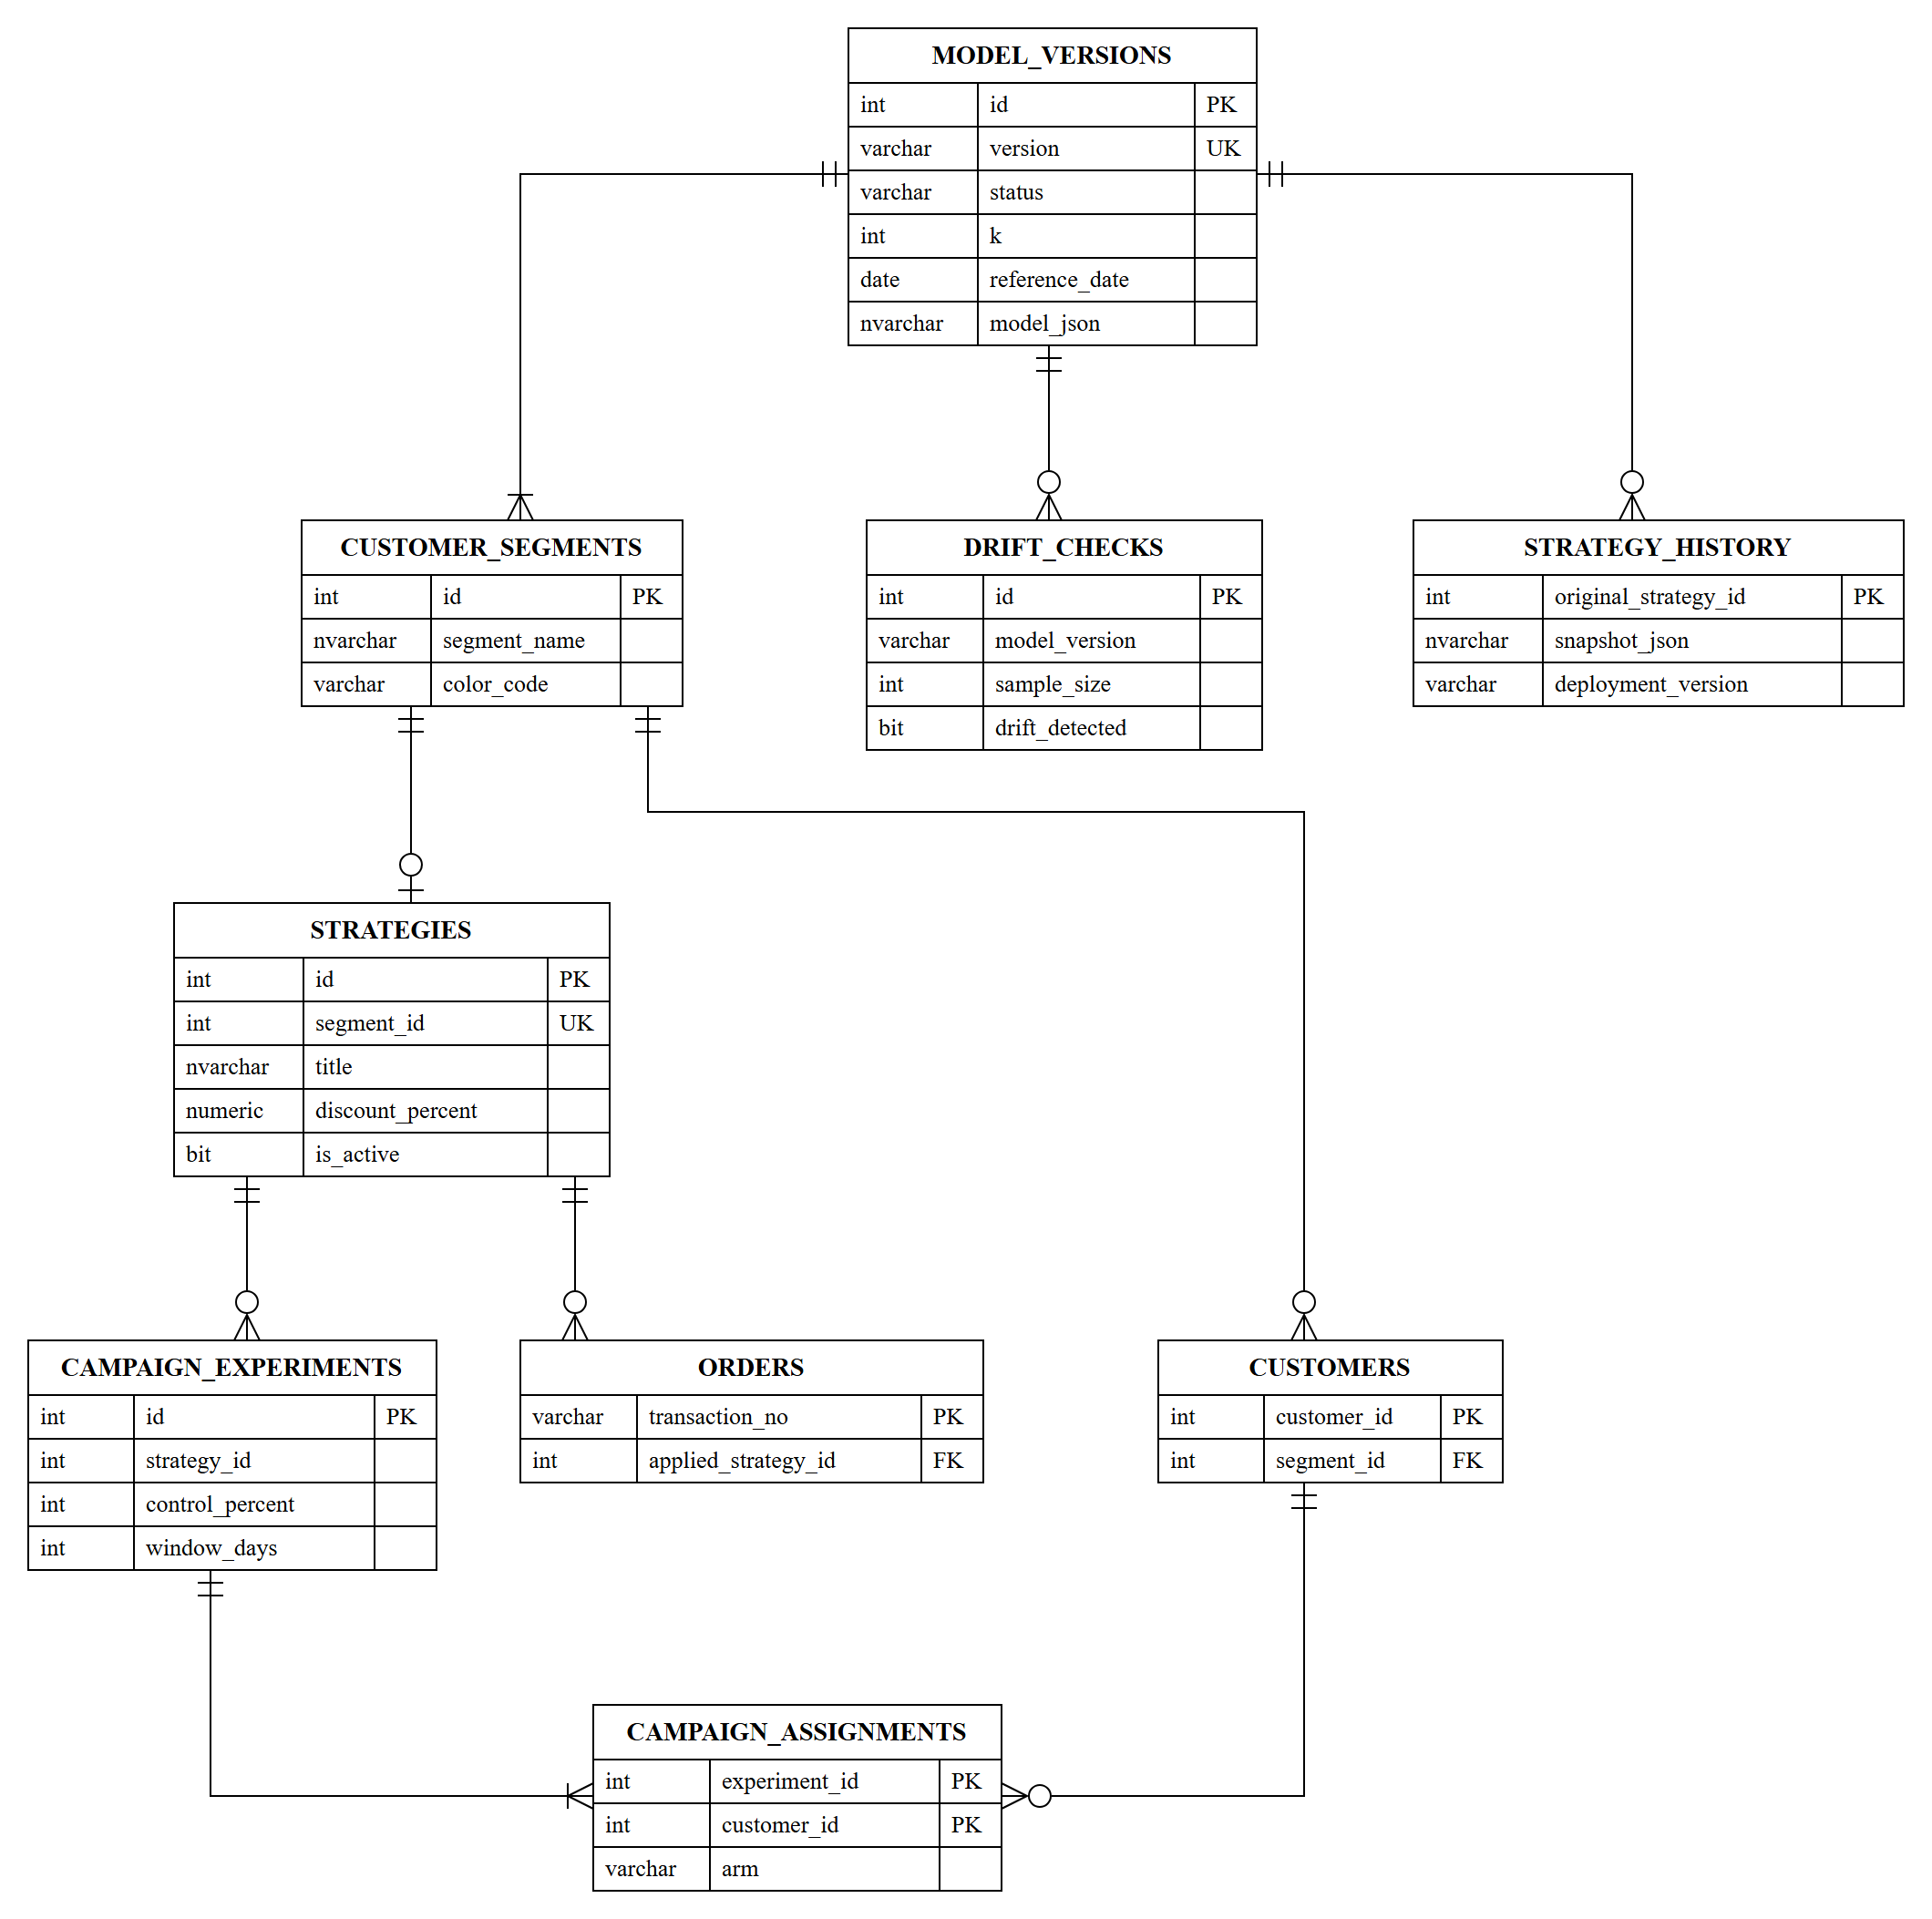 MODEL_VERSIONS
int id PK
varchar version UK
varchar status
int k
date reference_date
nvarchar model_json
CUSTOMER_SEGMENTS
int id PK
nvarchar segment_name
varchar color_code
DRIFT_CHECKS
int id PK
varchar model_version
int sample_size
bit drift_detected
STRATEGY_HISTORY
int original_strategy_id PK
nvarchar snapshot_json
varchar deployment_version
STRATEGIES
int id PK
int segment_id UK
nvarchar title
numeric discount_percent
bit is_active
CAMPAIGN_EXPERIMENTS
int id PK
int strategy_id
int control_percent
int window_days
ORDERS
varchar transaction_no PK
int applied_strategy_id FK
CUSTOMERS
int customer_id PK
int segment_id FK
CAMPAIGN_ASSIGNMENTS
int experiment_id PK
int customer_id PK
varchar arm